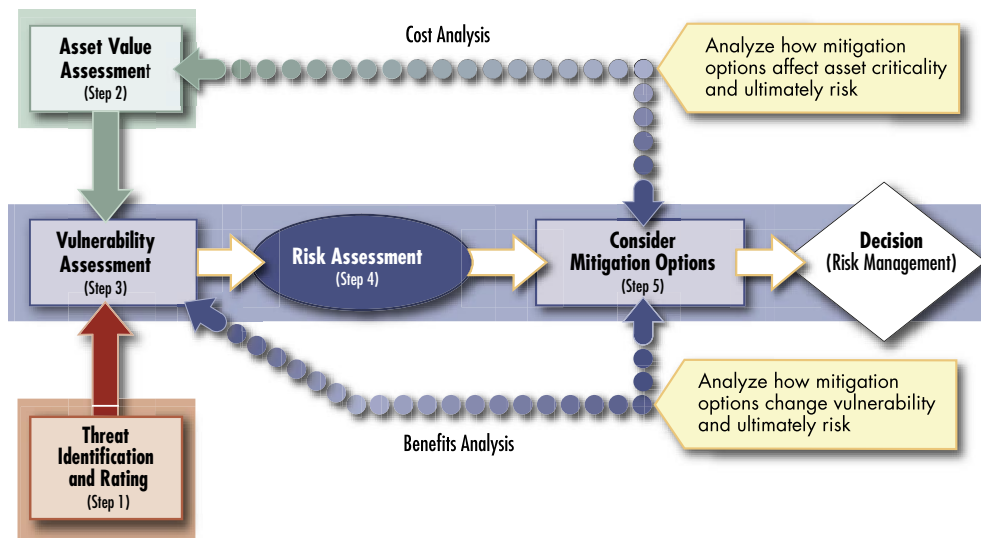 Asset Value
Assessment
(Step 2)
Cost Analysis
Analyze how mitigation
options affect asset criticality
and ultimately risk
Vulnerability
Assessment
(Step 3)
Risk Assessment
(Step 4)
Consider
Mitigation Options
(Step 5)
Decision
(Risk Management)
Threat
Identification
and Rating
(Step 1)
Benefits Analysis
Analyze how mitigation
options change vulnerability
and ultimately risk